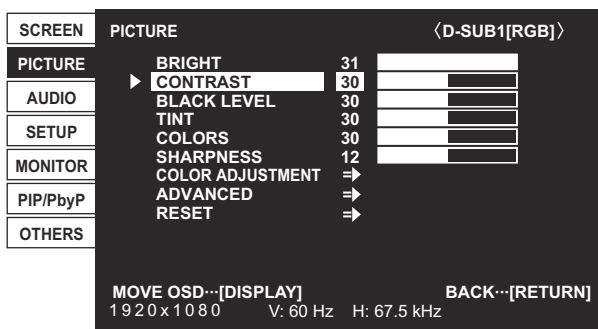 SCREEN
PICTURE
AUDIO
SETUP
MONITOR
PIP/PbyP
OTHERS
PICTURE 〈D-SUB1[RGB]〉
BRIGHT 31
CONTRAST 30
BLACK LEVEL 30
TINT 30
COLORS 30
SHARPNESS 12
COLOR ADJUSTMENT
ADVANCED
RESET
MOVE OSD···[DISPLAY] BACK···[RETURN]
1920x1080 V: 60 Hz H: 67.5 kHz